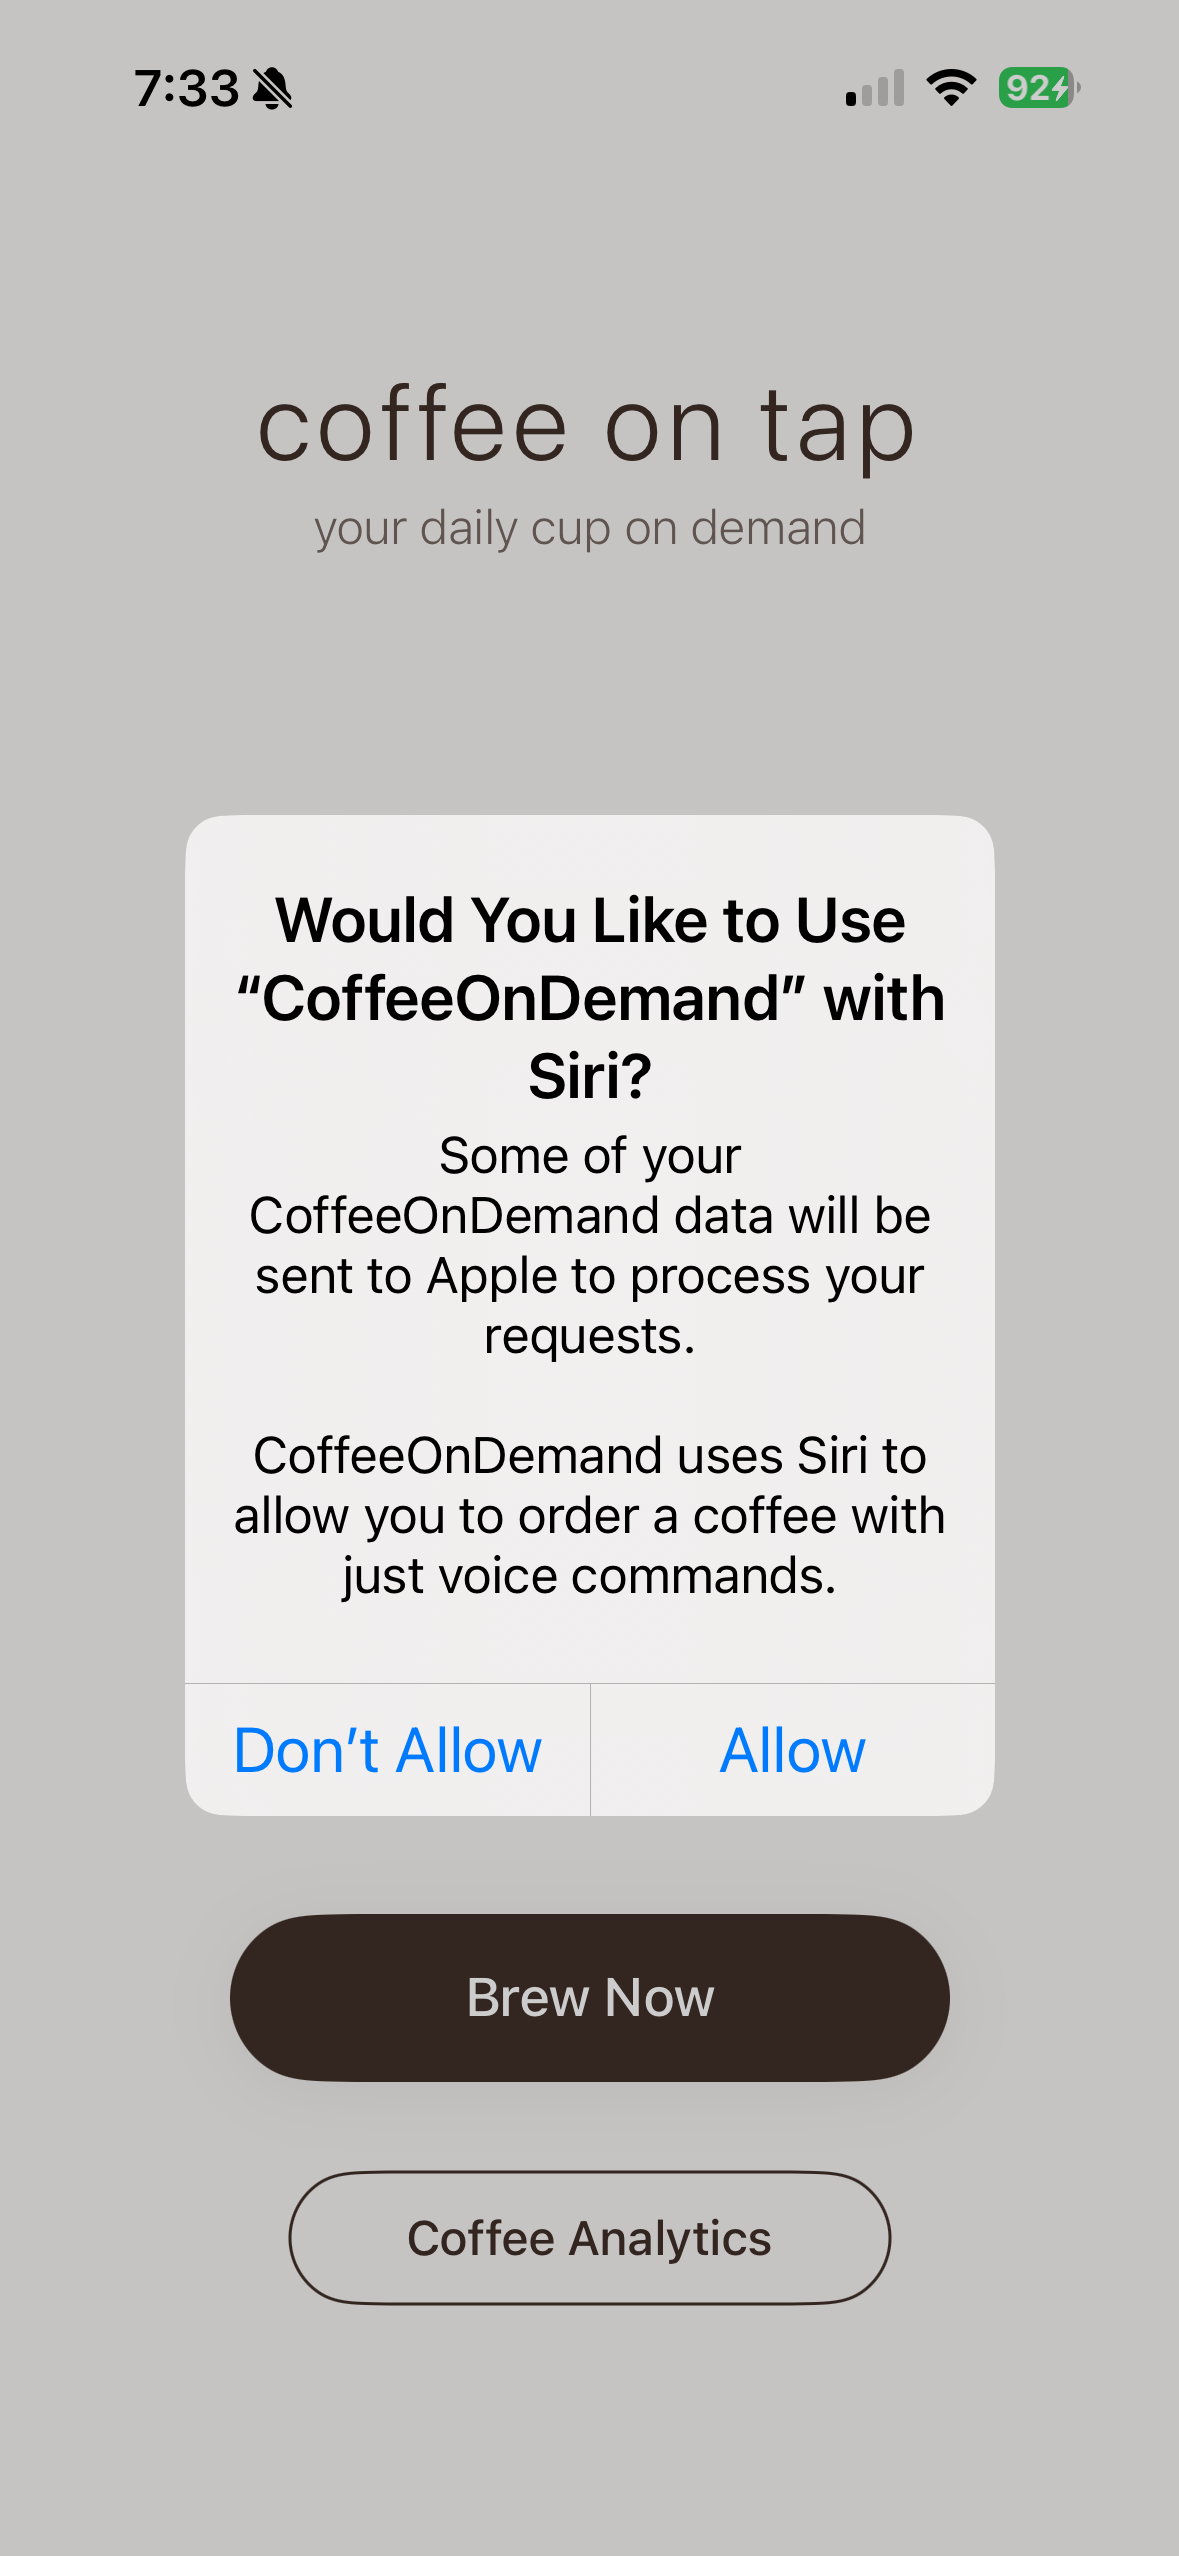 7:33
92
coffee on tap
your daily cup on demand
Would You Like to Use
“CoffeeOnDemand” with
Siri?
Some of your
CoffeeOnDemand data will be
sent to Apple to process your
requests.
CoffeeOnDemand uses Siri to
allow you to order a coffee with
just voice commands.
Don’t Allow
Allow
Brew Now
Coffee Analytics